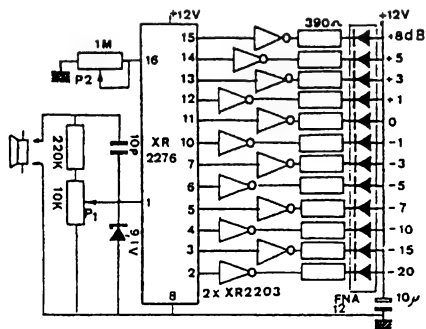 +12V
+12V
390Ω
1M
P2
16
15
14
13
12
11
10
7
6
5
4
3
2
+8dB
+5
+3
+1
0
-1
-3
-5
-7
-10
-15
-20
XR
2276
220K
10P
10K
P1
1
9.1V
8
2x XR2203
FNA
12
10μ